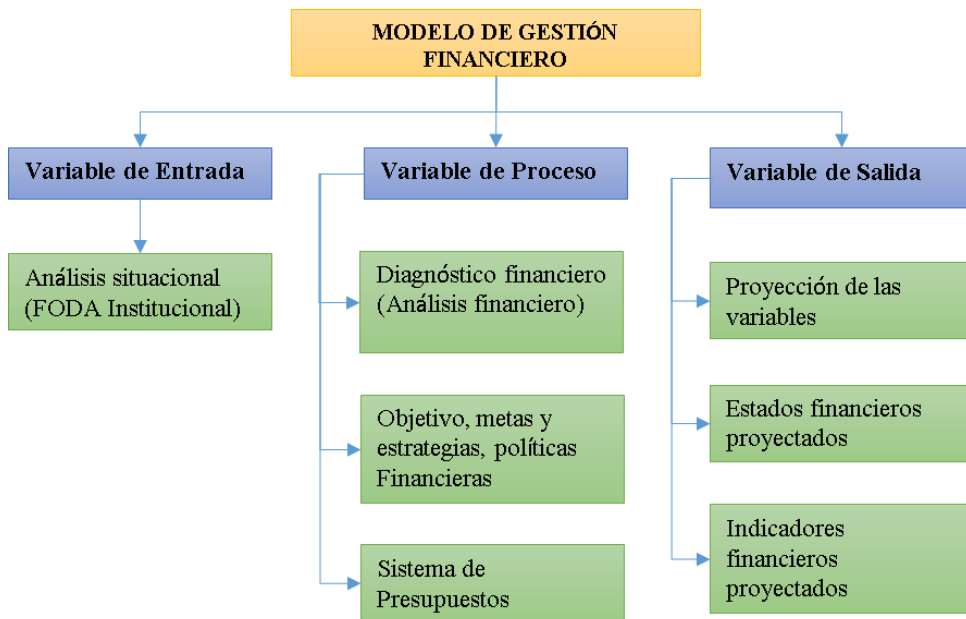 MODELO DE GESTIÓN
FINANCIERO
Variable de Entrada
Análisis situacional
(FODA Institucional)
Variable de Proceso
Diagnóstico financiero
(Análisis financiero)
Objetivo, metas y
estrategias, políticas
Financieras
Sistema de
Presupuestos
Variable de Salida
Proyección de las
variables
Estados financieros
proyectados
Indicadores
financieros
proyectados